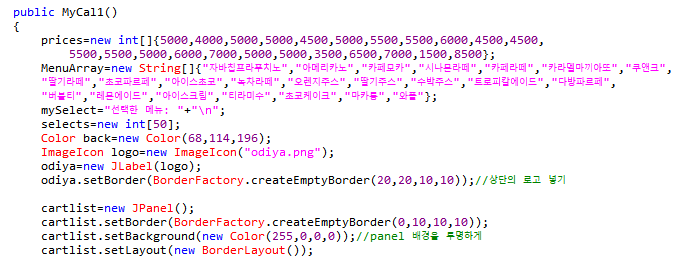 public MyCal1()
{
    prices=new int[]{5000,4000,5000,5000,4500,5000,5500,5500,6000,4500,4500,
        5500,5500,5000,6000,7000,5000,5000,3500,6500,7000,1500,8500};
    MenuArray=new String[]{"자바칩프라푸치노","아메리카노","카페모카","시나몬라떼","카페라떼","카라멜마끼아또","쿠앤크",
    "딸기라떼","초코파르페","아이스초코","녹차라떼","오렌지주스","딸기주스","수박주스","트로피칼에이드","다방파르페",
    "버블티","레몬에이드","아이스크림","티라미수","초코케이크","마카롱","와플"};
    mySelect="선택한 메뉴: "+"\n";
    selects=new int[50];
    Color back=new Color(68,114,196);
    ImageIcon logo=new ImageIcon("odiya.png");
    odiya=new JLabel(logo);
    odiya.setBorder(BorderFactory.createEmptyBorder(20,20,10,10));//상단의 로고 넣기
    cartlist=new JPanel();
    cartlist.setBorder(BorderFactory.createEmptyBorder(0,10,10,10));
    cartlist.setBackground(new Color(255,0,0,0));//panel 배경을 투명하게
    cartlist.setLayout(new BorderLayout());